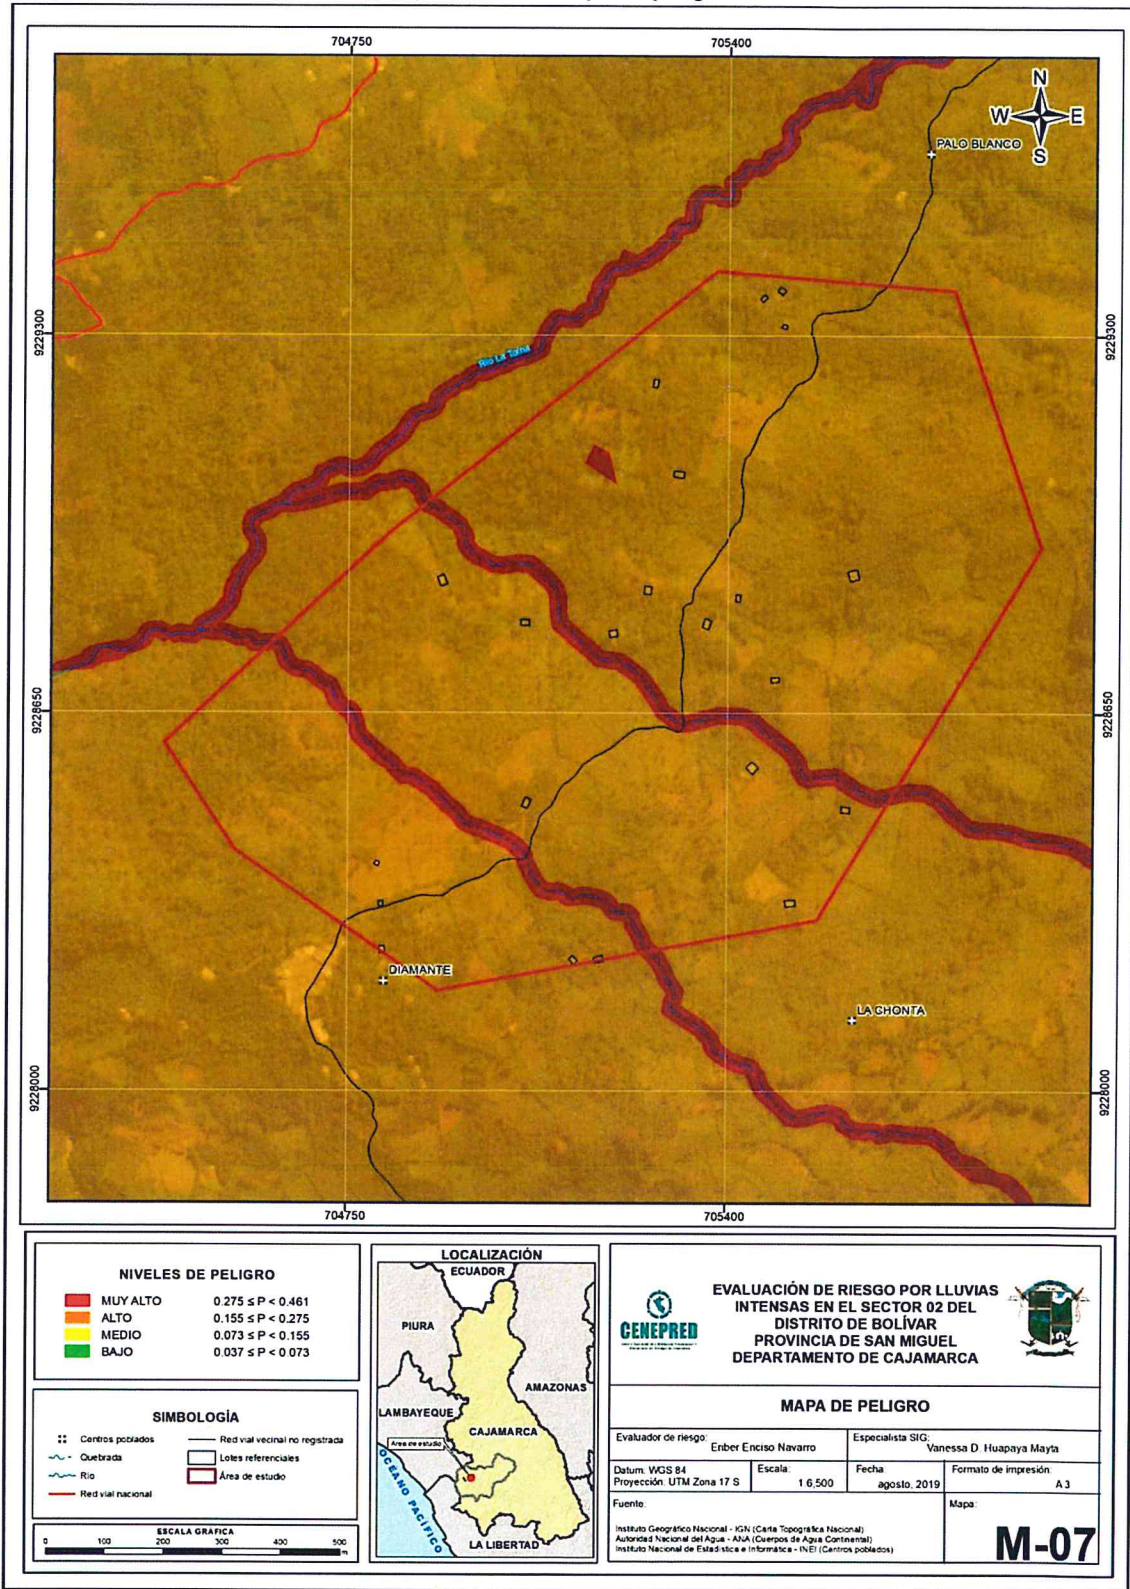 704750
705400
N
W E
S
PALO BLANCO
9229300
9229300
Río La Toma
9228650
9228650
DIAMANTE
LA CHONTA
9228000
9228000
704750
705400
NIVELES DE PELIGRO
MUY ALTO 0.275 ≤ P < 0.461
ALTO 0.155 ≤ P < 0.275
MEDIO 0.073 ≤ P < 0.155
BAJO 0.037 ≤ P < 0.073
SIMBOLOGÍA
Centros poblados
Quebrada
Río
Red vial nacional
Red vial vecinal no registrada
Lotes referenciales
Área de estudio
ESCALA GRÁFICA
0 100 200 300 400 500
m
LOCALIZACIÓN
ECUADOR
PIURA
AMAZONAS
LAMBAYEQUE
CAJAMARCA
Area de estudio
OCEANO PACÍFICO
LA LIBERTAD
CENEPRED
EVALUACIÓN DE RIESGO POR LLUVIAS
INTENSAS EN EL SECTOR 02 DEL
DISTRITO DE BOLÍVAR
PROVINCIA DE SAN MIGUEL
DEPARTAMENTO DE CAJAMARCA
MAPA DE PELIGRO
Evaluador de riesgo:
Enber Enciso Navarro
Especialista SIG:
Vanessa D. Huapaya Mayta
Datum: WGS 84
Proyección: UTM Zona 17 S
Escala:
1:6,500
Fecha:
agosto, 2019
Formato de impresión:
A 3
Fuente:
Instituto Geográfico Nacional - IGN (Carta Topográfica Nacional)
Autoridad Nacional del Agua - ANA (Cuerpos de Agua Continental)
Instituto Nacional de Estadística e Informática - INEI (Centros poblados)
Mapa:
M-07